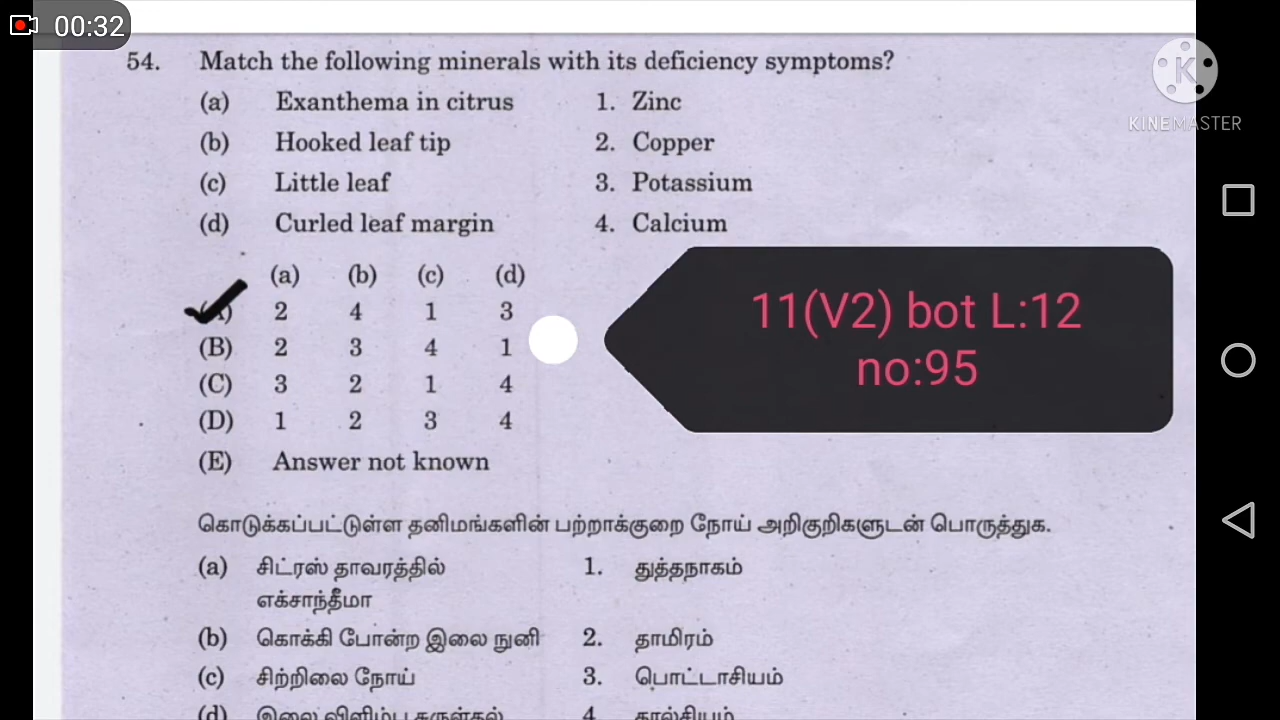 00:32
KINEMASTER
54. Match the following minerals with its deficiency symptoms?
(a) Exanthema in citrus 1. Zinc
(b) Hooked leaf tip 2. Copper
(c) Little leaf 3. Potassium
(d) Curled leaf margin 4. Calcium
(a) (b) (c) (d)
2 4 1 3
(B) 2 3 4 1
(C) 3 2 1 4
(D) 1 2 3 4
(E) Answer not known
11(V2) bot L:12
no:95
கொடுக்கப்பட்டுள்ள தனிமங்களின் பற்றாக்குறை நோய் அறிகுறிகளுடன் பொருத்துக.
(a) சிட்ரஸ் தாவரத்தில் 1. துத்தநாகம்
எக்சாந்தீமா
(b) கொக்கி போன்ற இலை நுனி 2. தாமிரம்
(c) சிற்றிலை நோய் 3. பொட்டாசியம்
(d) இலை விளிம்பு சுருள்தல் 4. கால்சியம்